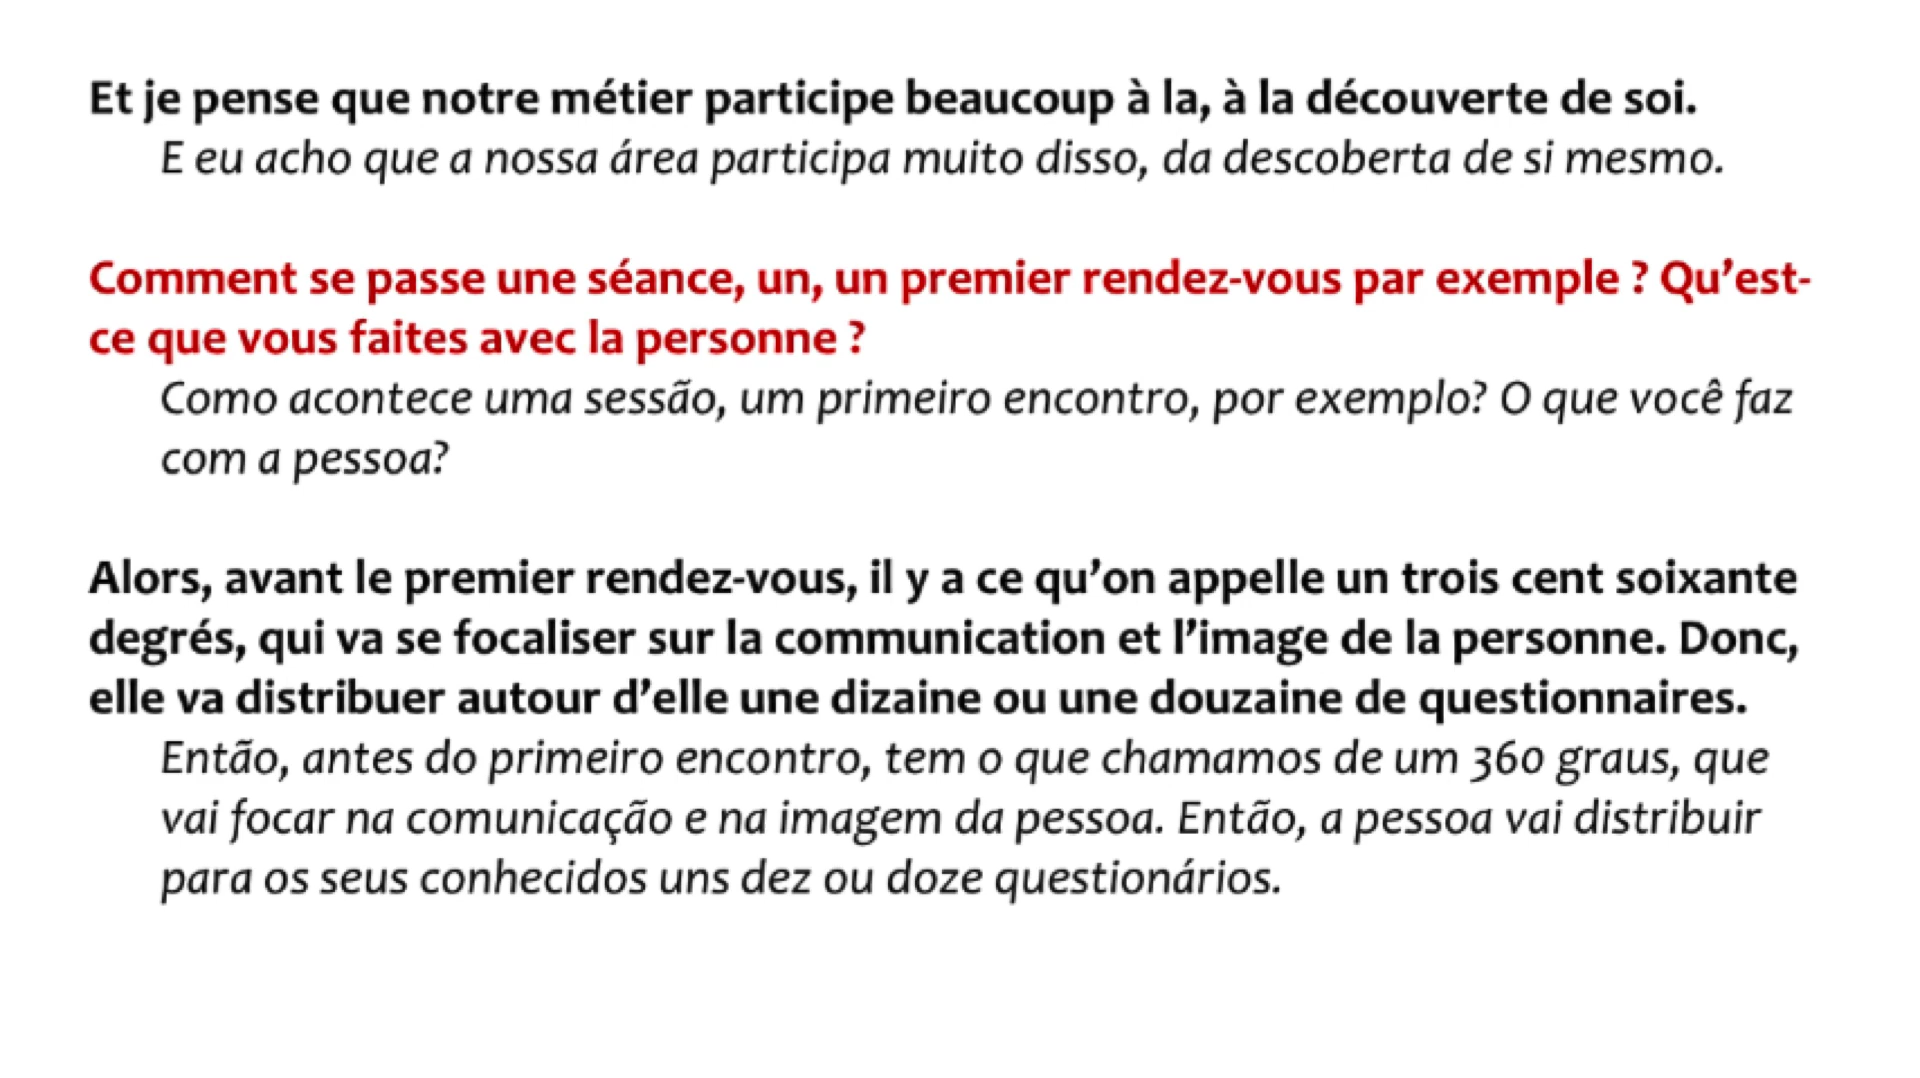 Et je pense que notre métier participe beaucoup à la, à la découverte de soi.
E eu acho que a nossa área participa muito disso, da descoberta de si mesmo.
Comment se passe une séance, un, un premier rendez-vous par exemple ? Qu’est-
ce que vous faites avec la personne ?
Como acontece uma sessão, um primeiro encontro, por exemplo? O que você faz
com a pessoa?
Alors, avant le premier rendez-vous, il y a ce qu’on appelle un trois cent soixante
degrés, qui va se focaliser sur la communication et l’image de la personne. Donc,
elle va distribuer autour d’elle une dizaine ou une douzaine de questionnaires.
Então, antes do primeiro encontro, tem o que chamamos de um 360 graus, que
vai focar na comunicação e na imagem da pessoa. Então, a pessoa vai distribuir
para os seus conhecidos uns dez ou doze questionários.